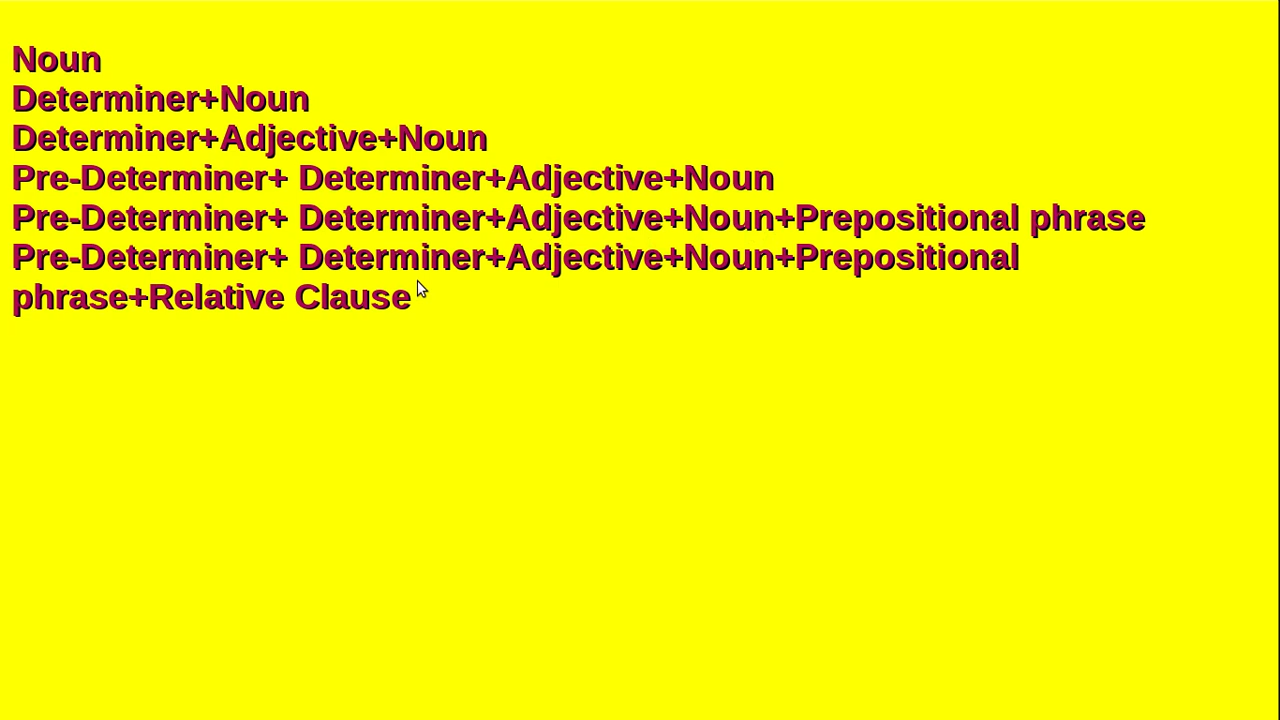 Noun
Determiner+Noun
Determiner+Adjective+Noun
Pre-Determiner+ Determiner+Adjective+Noun
Pre-Determiner+ Determiner+Adjective+Noun+Prepositional phrase
Pre-Determiner+ Determiner+Adjective+Noun+Prepositional
phrase+Relative Clause